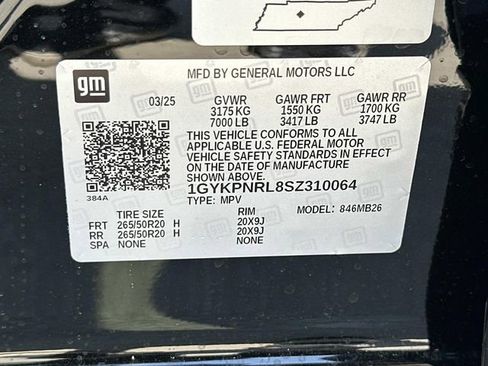 gm
MFD BY GENERAL MOTORS LLC
03/25 GVWR GAWR FRT GAWR RR
3175 KG 1550 KG 1700 KG
7000 LB 3417 LB 3747 LB
THIS VEHICLE CONFORMS TO ALL
APPLICABLE U.S. FEDERAL MOTOR
VEHICLE SAFETY STANDARDS IN EFFECT
ON THE DATE OF MANUFACTURE
SHOWN ABOVE.
1GYKPNRL8SZ310064
384A TYPE: MPV MODEL: 846MB26
TIRE SIZE RIM
FRT 265/50R20 H 20X9J
RR 265/50R20 H 20X9J
SPA NONE NONE